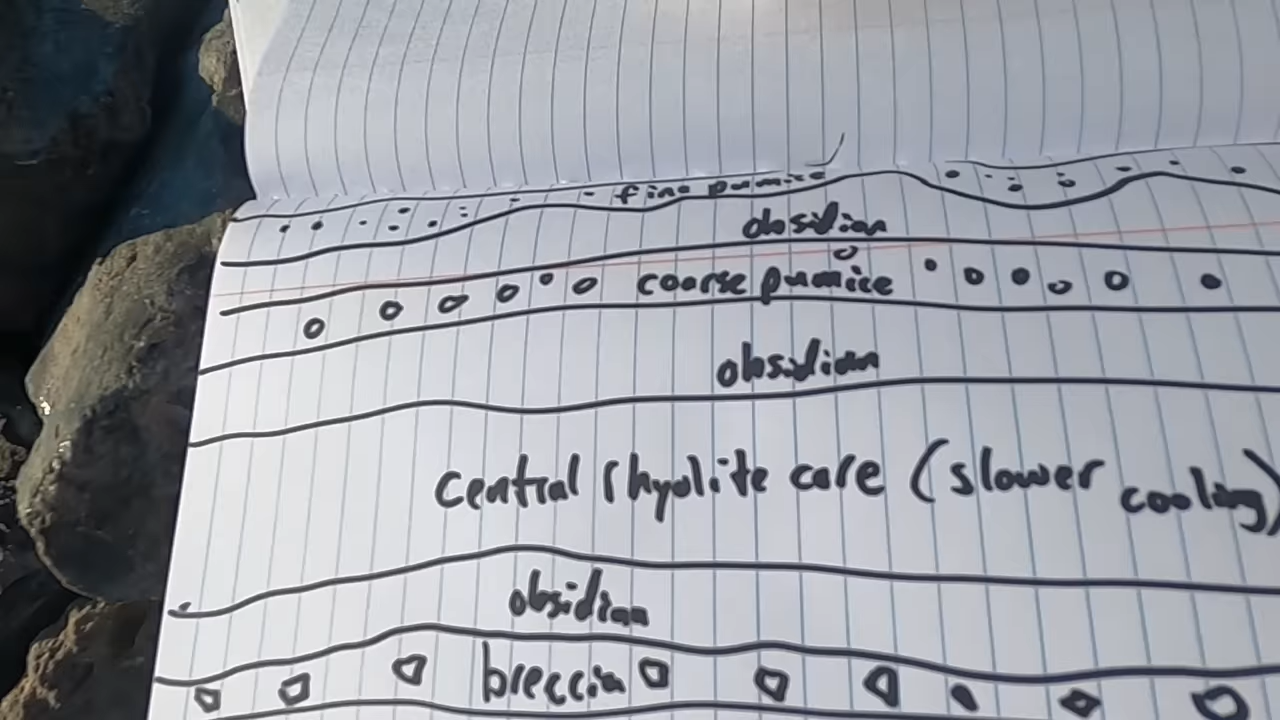 fine pumice
obsidian
coarse pumice
obsidian
central rhyolite core (slower cooling)
obsidian
breccia